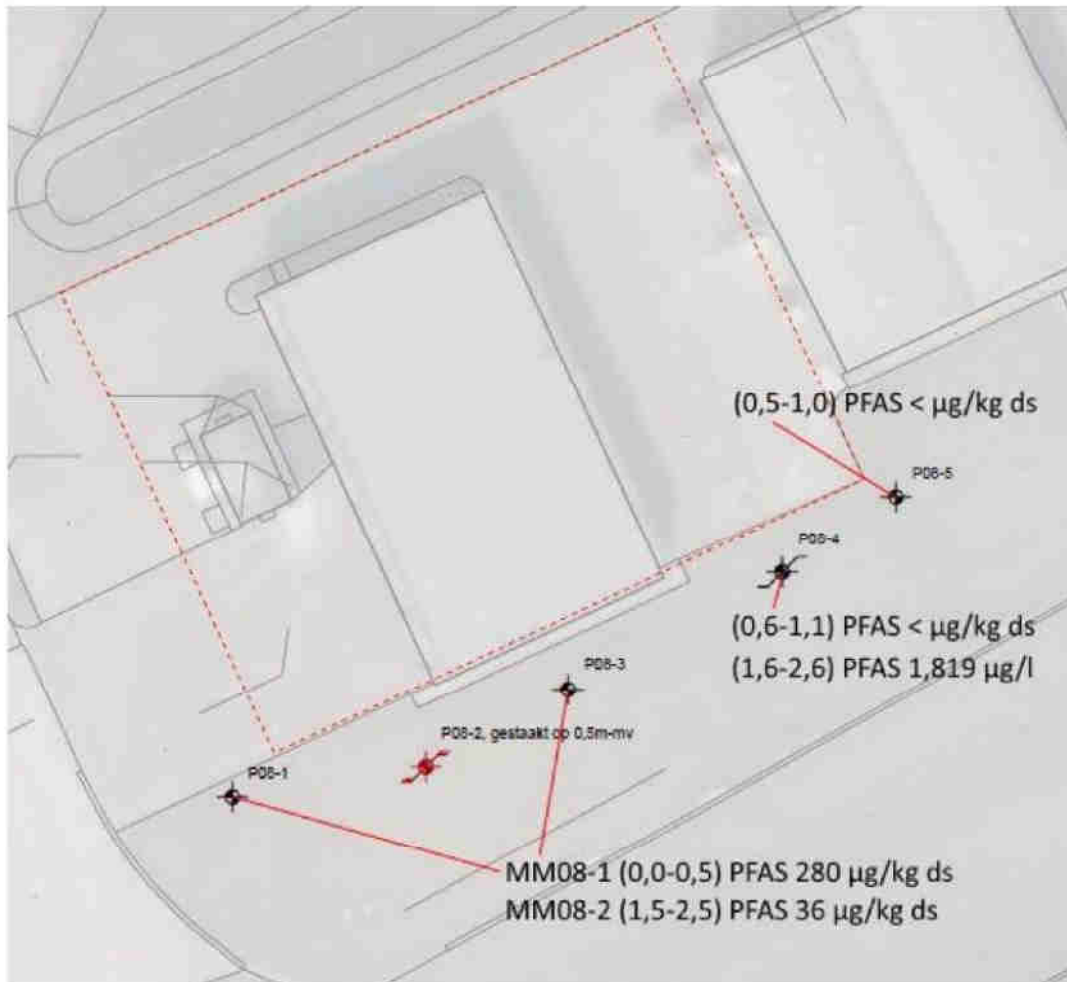 (0,5-1,0) PFAS < µg/kg ds
P08-5
P08-4
(0,6-1,1) PFAS < µg/kg ds
(1,6-2,6) PFAS 1,819 µg/l
P08-3
P08-2, gestaakt op 0,5m-mv
P08-1
MM08-1 (0,0-0,5) PFAS 280 µg/kg ds
MM08-2 (1,5-2,5) PFAS 36 µg/kg ds